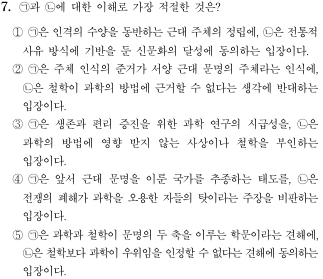 7. ㉠과 ㉡에 대한 이해로 가장 적절한 것은?
① ㉠은 인격의 수양을 동반하는 근대 주체의 정립에, ㉡은 전통적
사유 방식에 기반을 둔 신문화의 달성에 동의하는 입장이다.
② ㉠은 주체 인식의 준거가 서양 근대 문명의 주체라는 인식에,
㉡은 철학이 과학의 방법에 근거할 수 없다는 생각에 반대하는
입장이다.
③ ㉠은 생존과 편리 증진을 위한 과학 연구의 시급성을, ㉡은
과학의 방법에 영향 받지 않는 사상이나 철학을 부인하는
입장이다.
④ ㉠은 앞서 근대 문명을 이룬 국가를 추종하는 태도를, ㉡은
전쟁의 폐해가 과학을 오용한 자들의 탓이라는 주장을 비판하는
입장이다.
⑤ ㉠은 과학과 철학이 문명의 두 축을 이루는 학문이라는 견해에,
㉡은 철학보다 과학이 우위임을 인정할 수 없다는 견해에 동의하는
입장이다.